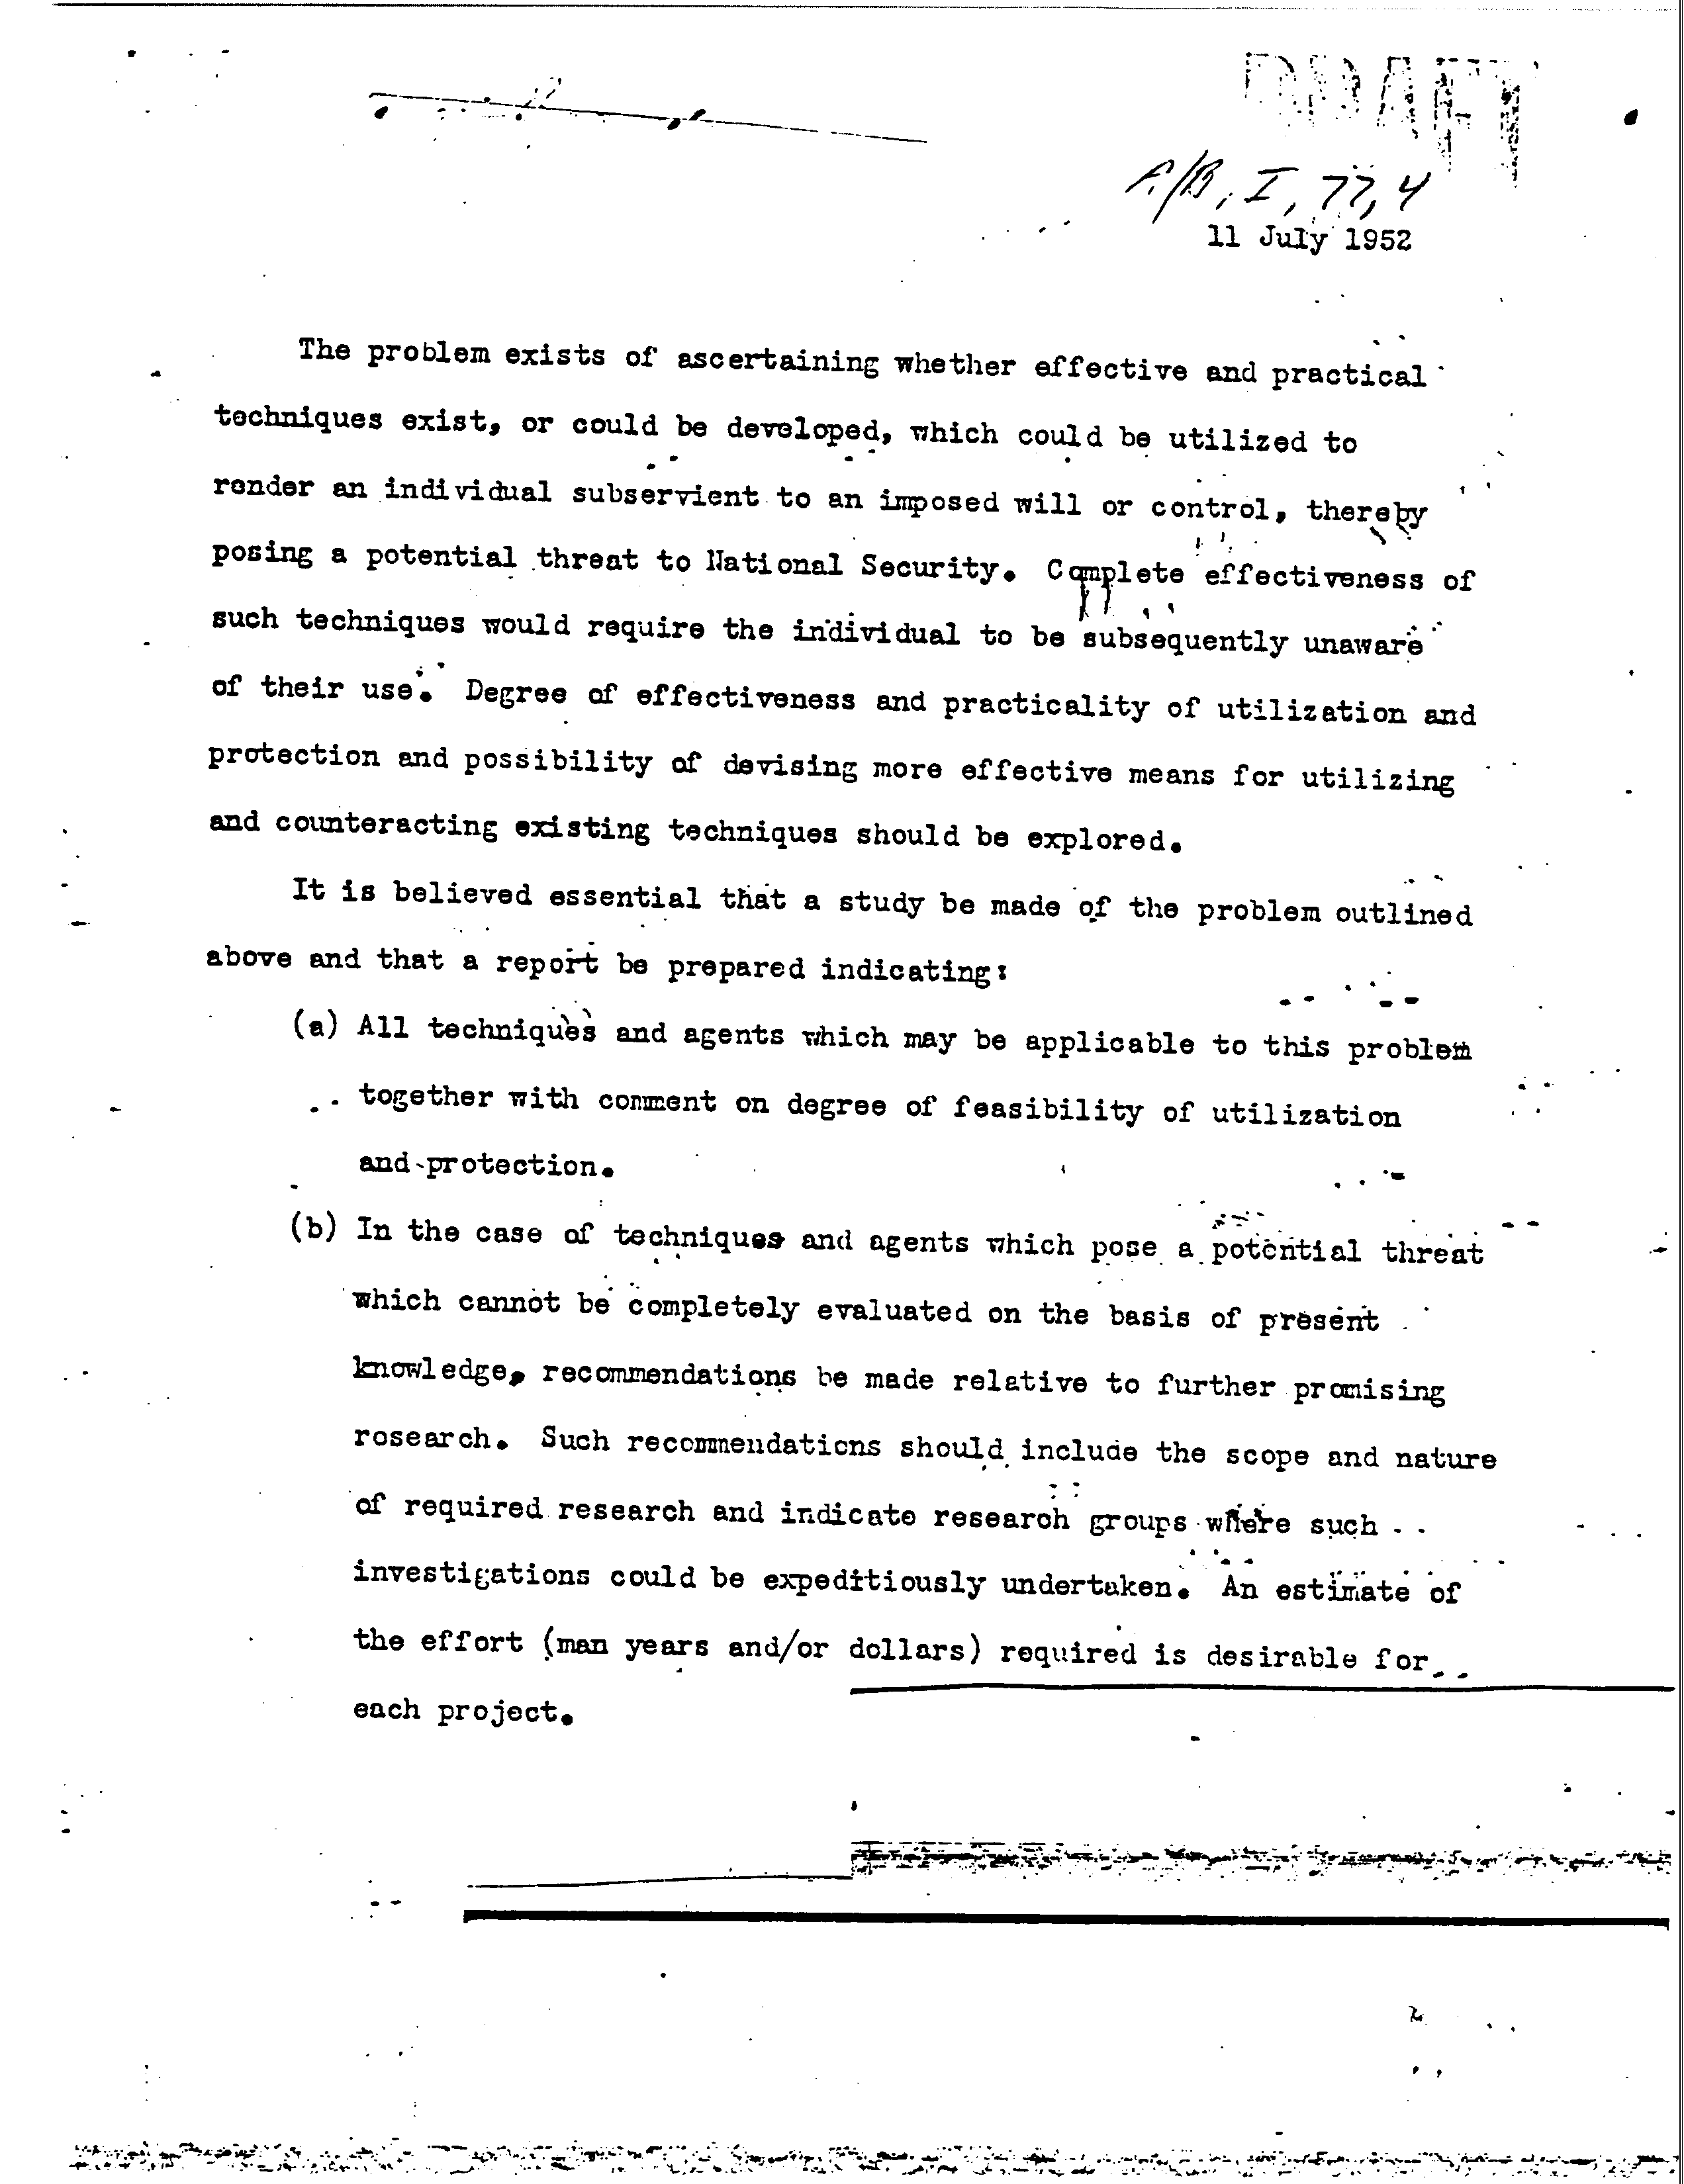 DRAFT
A/B, I, 77, 4
11 July 1952
The problem exists of ascertaining whether effective and practical
techniques exist, or could be developed, which could be utilized to
render an individual subservient to an imposed will or control, thereby
posing a potential threat to National Security. Complete effectiveness of
such techniques would require the individual to be subsequently unaware
of their use. Degree of effectiveness and practicality of utilization and
protection and possibility of devising more effective means for utilizing
and counteracting existing techniques should be explored.
It is believed essential that a study be made of the problem outlined
above and that a report be prepared indicating:
(a) All techniques and agents which may be applicable to this problem
together with comment on degree of feasibility of utilization
and protection.
(b) In the case of techniques and agents which pose a potential threat
which cannot be completely evaluated on the basis of present
knowledge, recommendations be made relative to further promising
research. Such recommendations should include the scope and nature
of required research and indicate research groups where such
investigations could be expeditiously undertaken. An estimate of
the effort (man years and/or dollars) required is desirable for
each project.